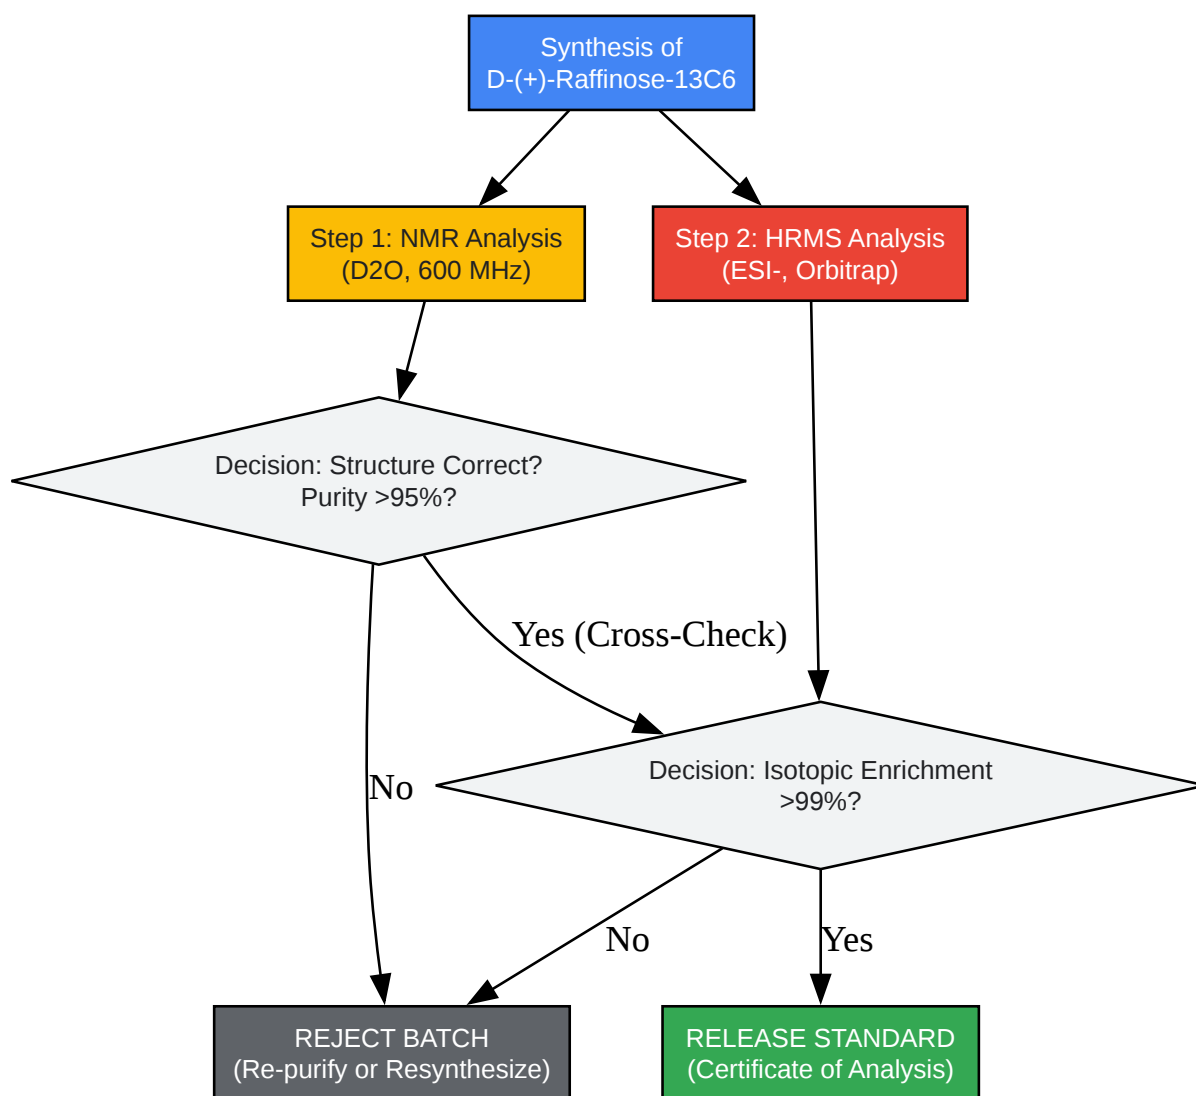 Synthesis of
D-(+)-Raffinose-13C6
Step 1: NMR Analysis
(D2O, 600 MHz)
Step 2: HRMS Analysis
(ESI-, Orbitrap)
Decision: Structure Correct?
Purity >95%?
Yes (Cross-Check)
No
Decision: Isotopic Enrichment
>99%?
No
Yes
REJECT BATCH
(Re-purify or Resynthesize)
RELEASE STANDARD
(Certificate of Analysis)